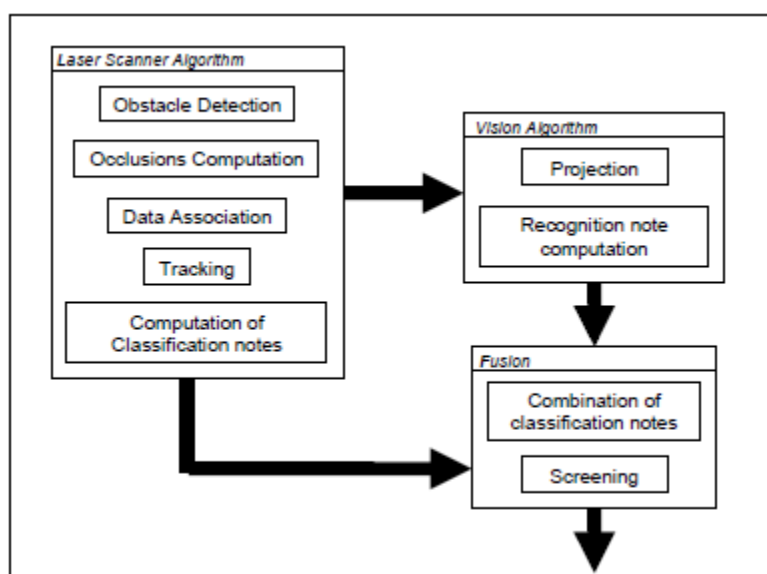 Laser Scanner Algorithm
Obstacle Detection
Occlusions Computation
Data Association
Tracking
Computation of
Classification notes
Vision Algorithm
Projection
Recognition note
computation
Fusion
Combination of
classification notes
Screening